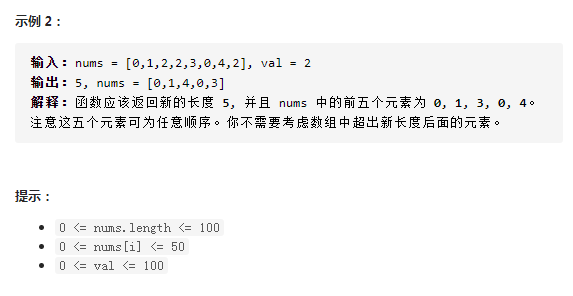 示例 2：
输入：nums = [0,1,2,2,3,0,4,2], val = 2
输出：5, nums = [0,1,4,0,3]
解释：函数应该返回新的长度 5, 并且 nums 中的前五个元素为 0, 1, 3, 0, 4。
注意这五个元素可为任意顺序。你不需要考虑数组中超出新长度后面的元素。
提示：
• 0 <= nums.length <= 100
• 0 <= nums[i] <= 50
• 0 <= val <= 100